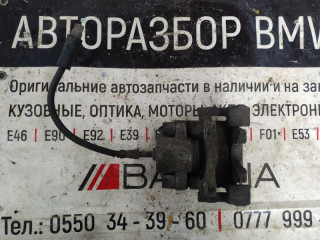 АВТОРАЗБОР BMW
Оригинальные автозапчасти в наличии и на за
КУЗОВНЫЕ, ОПТИКА, МОТОРЫ ЭЛЕКТРОН
E46 | E90 | E92 | E39 F01 | E53
BA
Тел.: 0550 34-39-60 | 0777 999